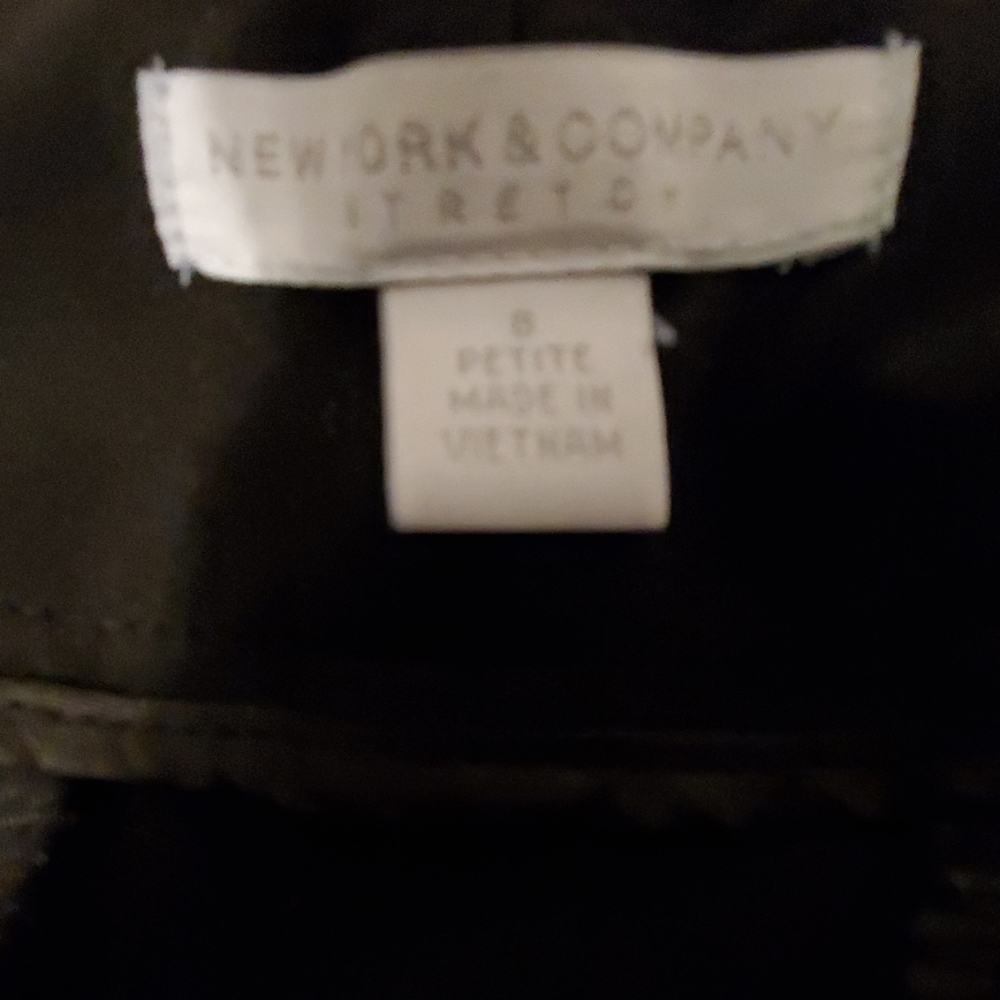 NEW YORK & COMPANY
STRETCH
8
PETITE
MADE IN
VIETNAM